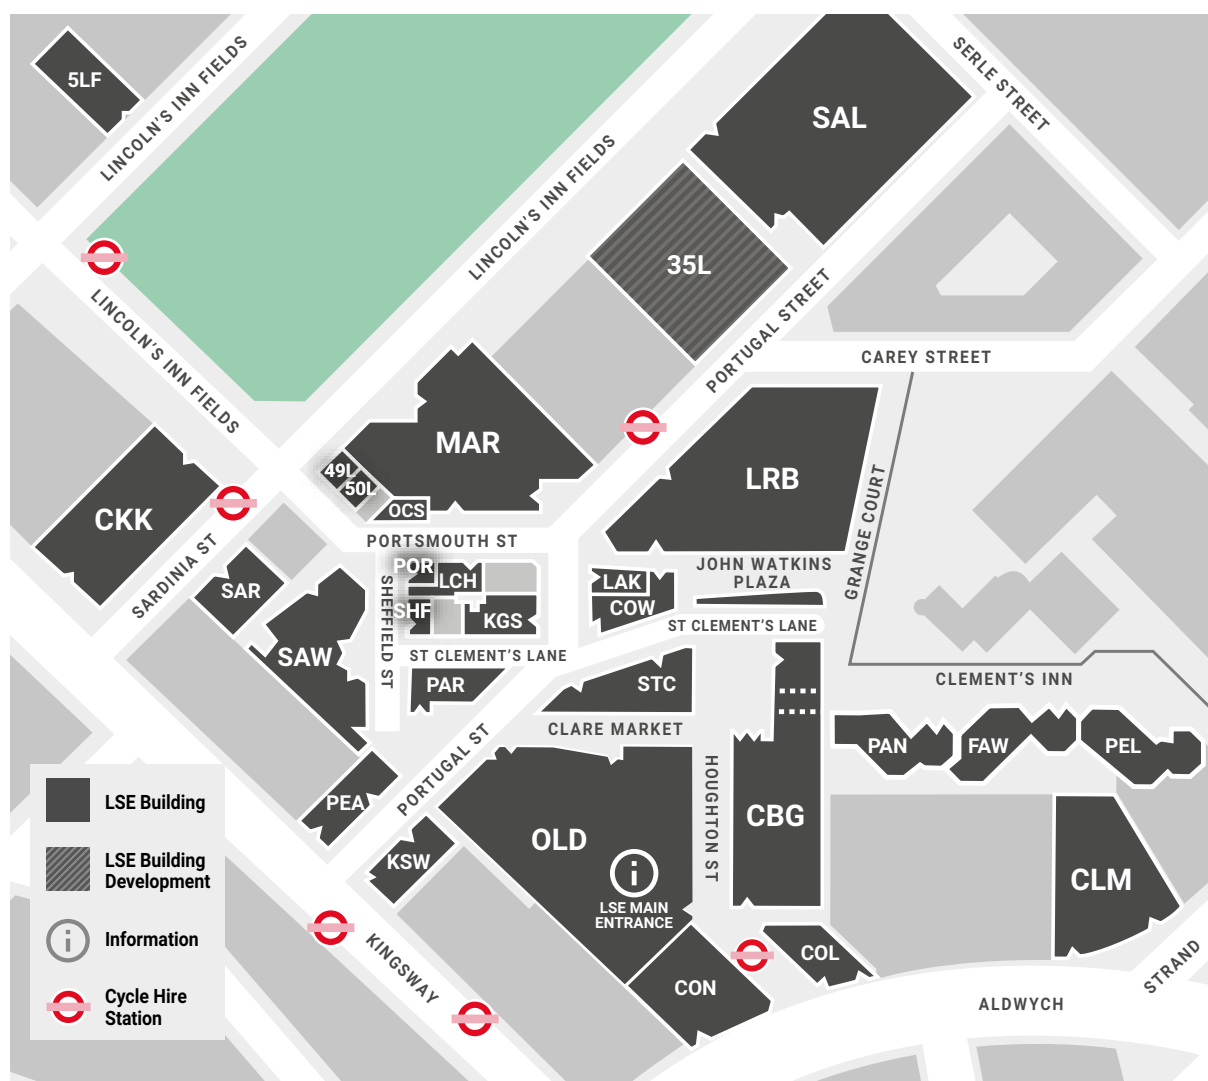 5LF
LINCOLN'S INN FIELDS
SAL
SERLE STREET
LINCOLN'S INN FIELDS
35L
LINCOLN'S INN FIELDS
PORTUGAL STREET
CAREY STREET
MAR
49L
50L
OCS
LRB
CKK
SARDINIA ST
PORTSMOUTH ST
GRANGE COURT
JOHN WATKINS
PLAZA
POR
LCH
SAR
SHEFFIELD ST
SHF
KGS
LAK
COW
ST CLEMENT'S LANE
SAW
ST CLEMENT'S LANE
PAR
STC
CLEMENT'S INN
CLARE MARKET
PORTUGAL ST
PAN
FAW
PEL
HOUGHTON ST
PEA
CBG
OLD
KSW
CLM
LSE MAIN
ENTRANCE
COL
CON
KINGSWAY
STRAND
ALDWYCH
LSE Building
LSE Building
Development
Information
Cycle Hire
Station